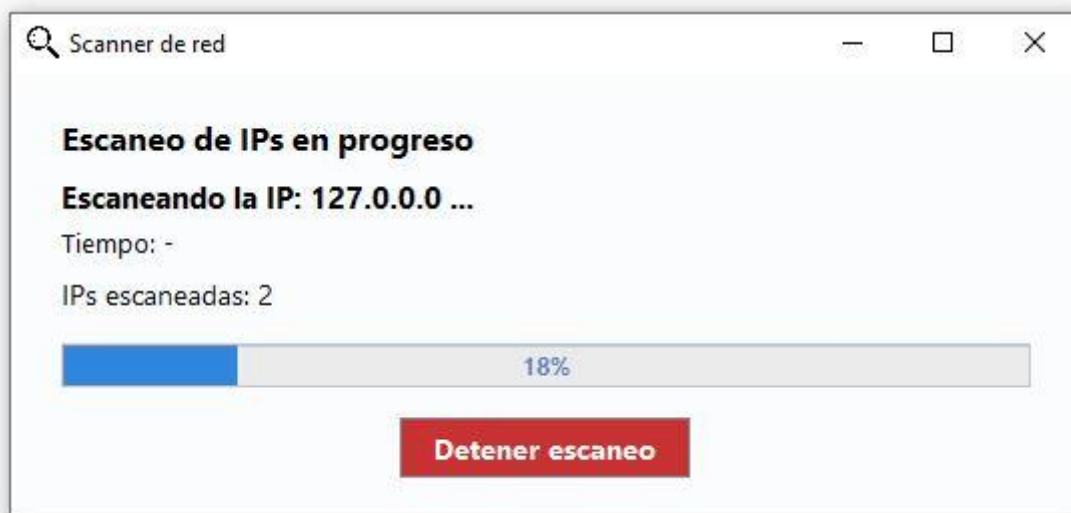 Scanner de red
Escaneo de IPs en progreso
Escaneando la IP: 127.0.0.0 ...
Tiempo: -
IPs escaneadas: 2
18%
Detener escaneo